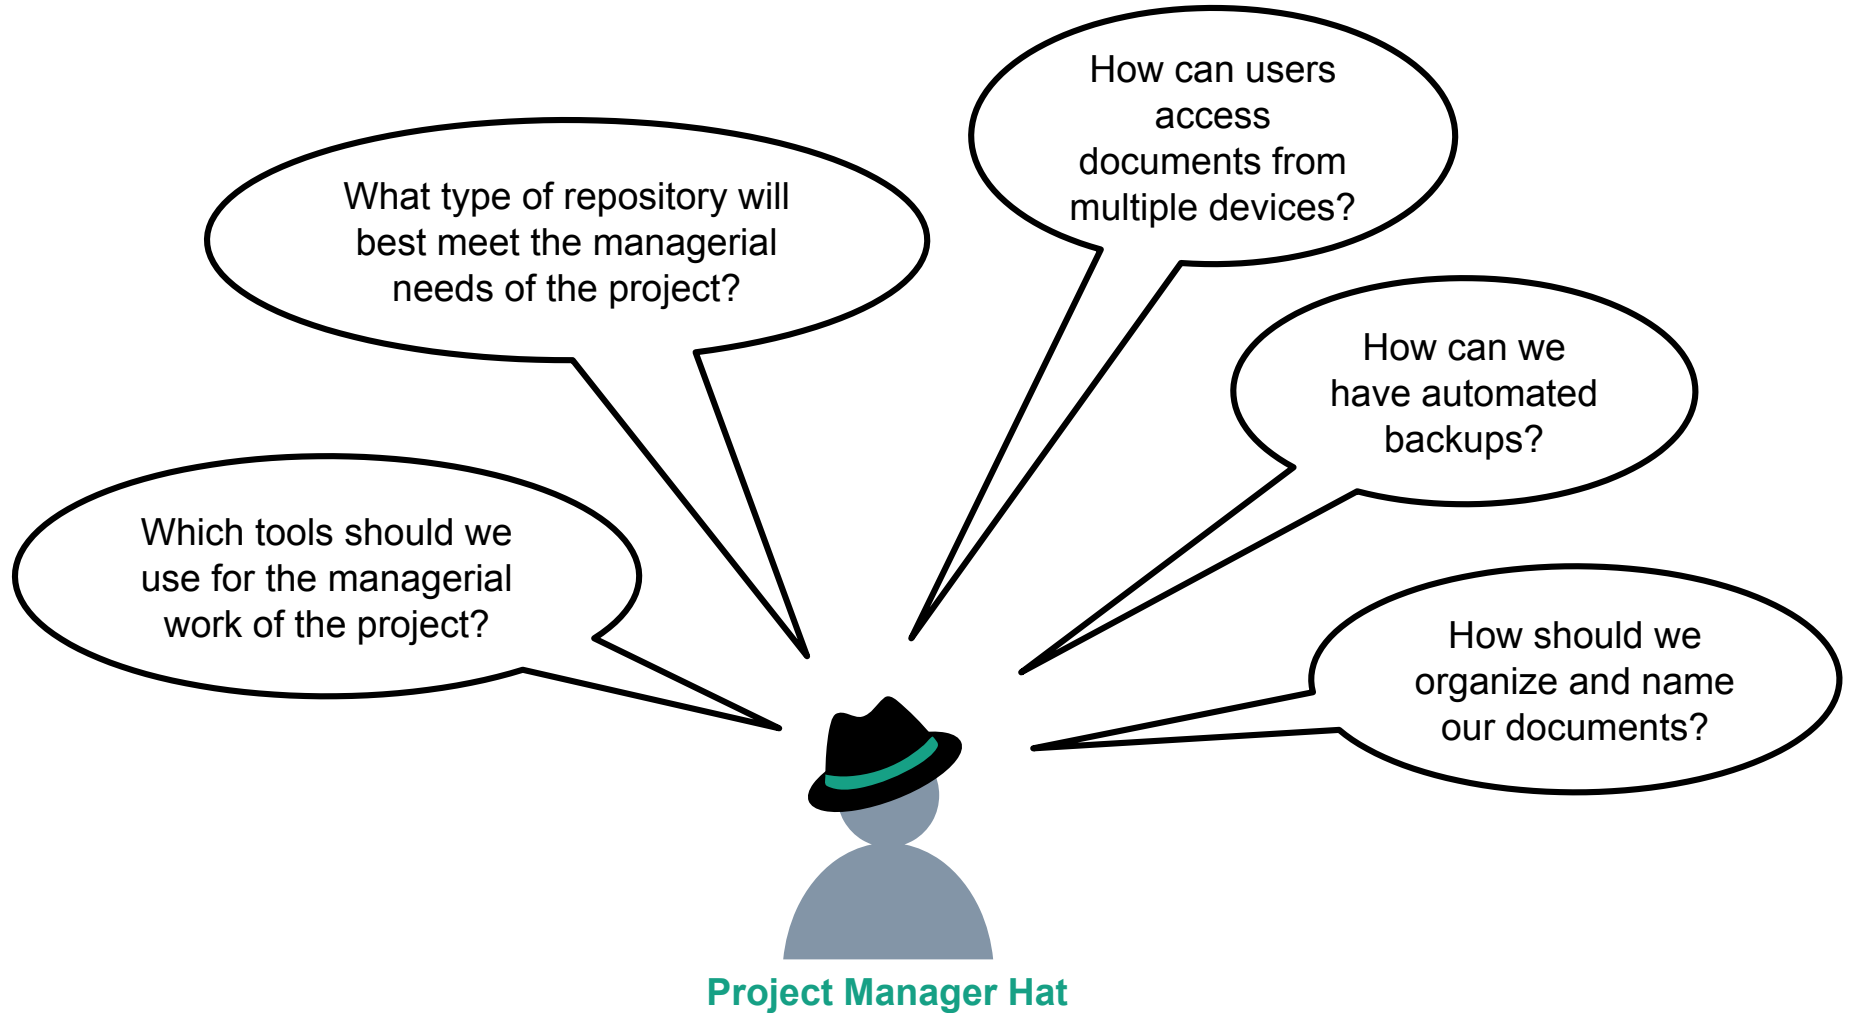 How can users
access
documents from
multiple devices?
What type of repository will
best meet the managerial
needs of the project?
How can we
have automated
backups?
Which tools should we
use for the managerial
work of the project?
How should we
organize and name
our documents?
Project Manager Hat